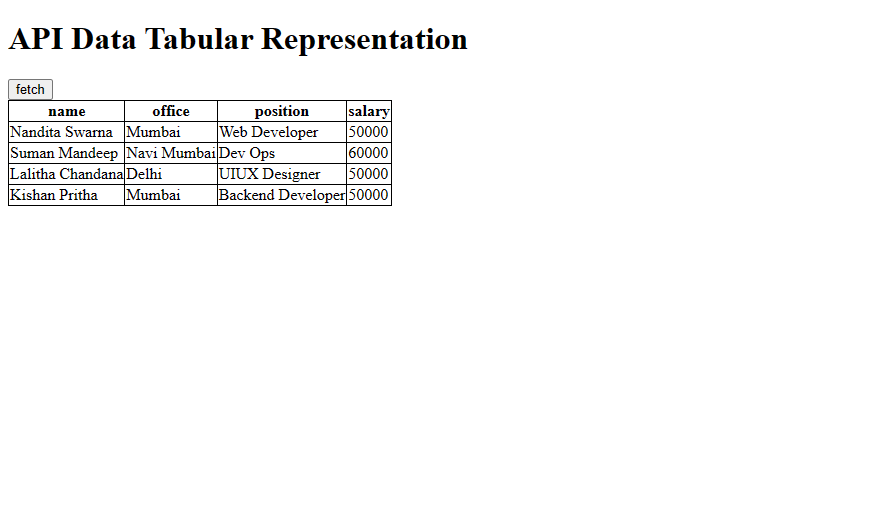 API Data Tabular Representation
fetch
name office position salary
Nandita Swarna Mumbai Web Developer 50000
Suman Mandeep Navi Mumbai Dev Ops 60000
Lalitha Chandana Delhi UIUX Designer 50000
Kishan Pritha Mumbai Backend Developer 50000